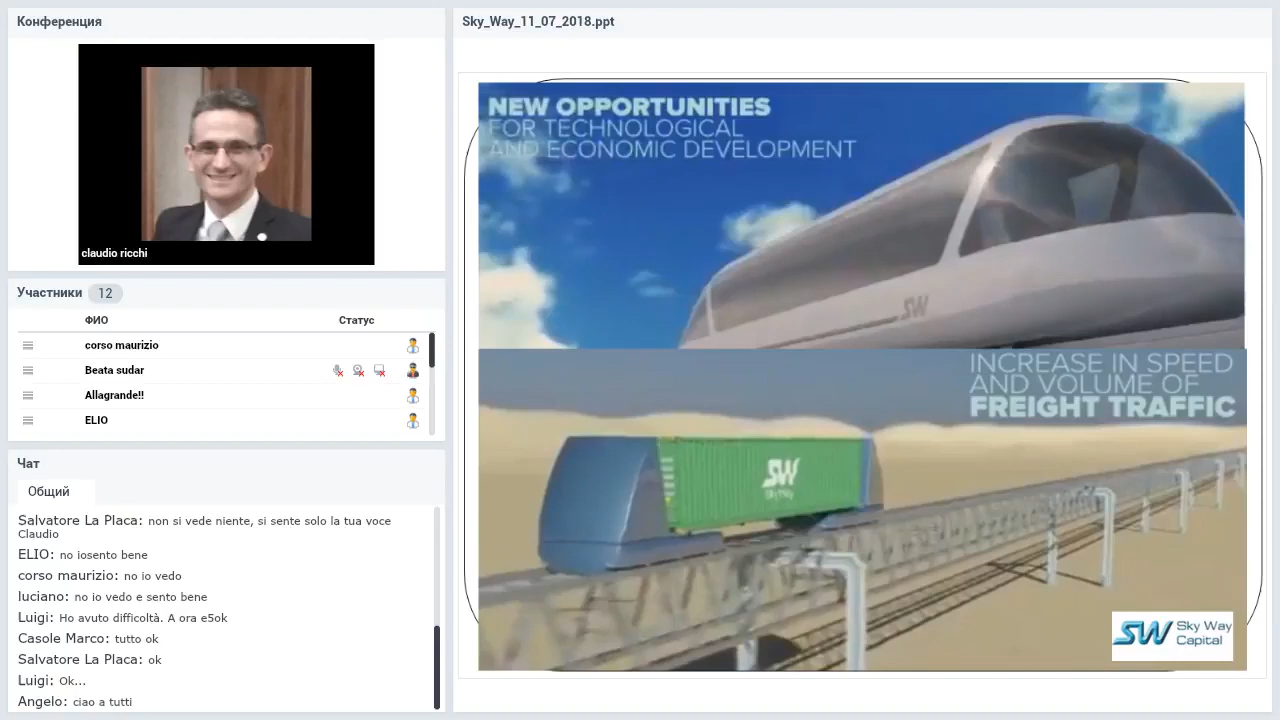 Конференция
claudio ricchi
Участники 12
ФИО Статус
corso maurizio
Beata sudar
Allagrande!!
ELIO
Чат
Общий
Salvatore La Placa: non si vede niente, si sente solo la tua voce
Claudio
ELIO: no iosento bene
corso maurizio: no io vedo
luciano: no io vedo e sento bene
Luigi: Ho avuto difficoltà. A ora e5ok
Casole Marco: tutto ok
Salvatore La Placa: ok
Luigi: Ok...
Angelo: ciao a tutti
Sky_Way_11_07_2018.ppt
NEW OPPORTUNITIES
FOR TECHNOLOGICAL
AND ECONOMIC DEVELOPMENT
SW
INCREASE IN SPEED
AND VOLUME OF
FREIGHT TRAFFIC
SW
SkyWay
SW Sky Way
Capital